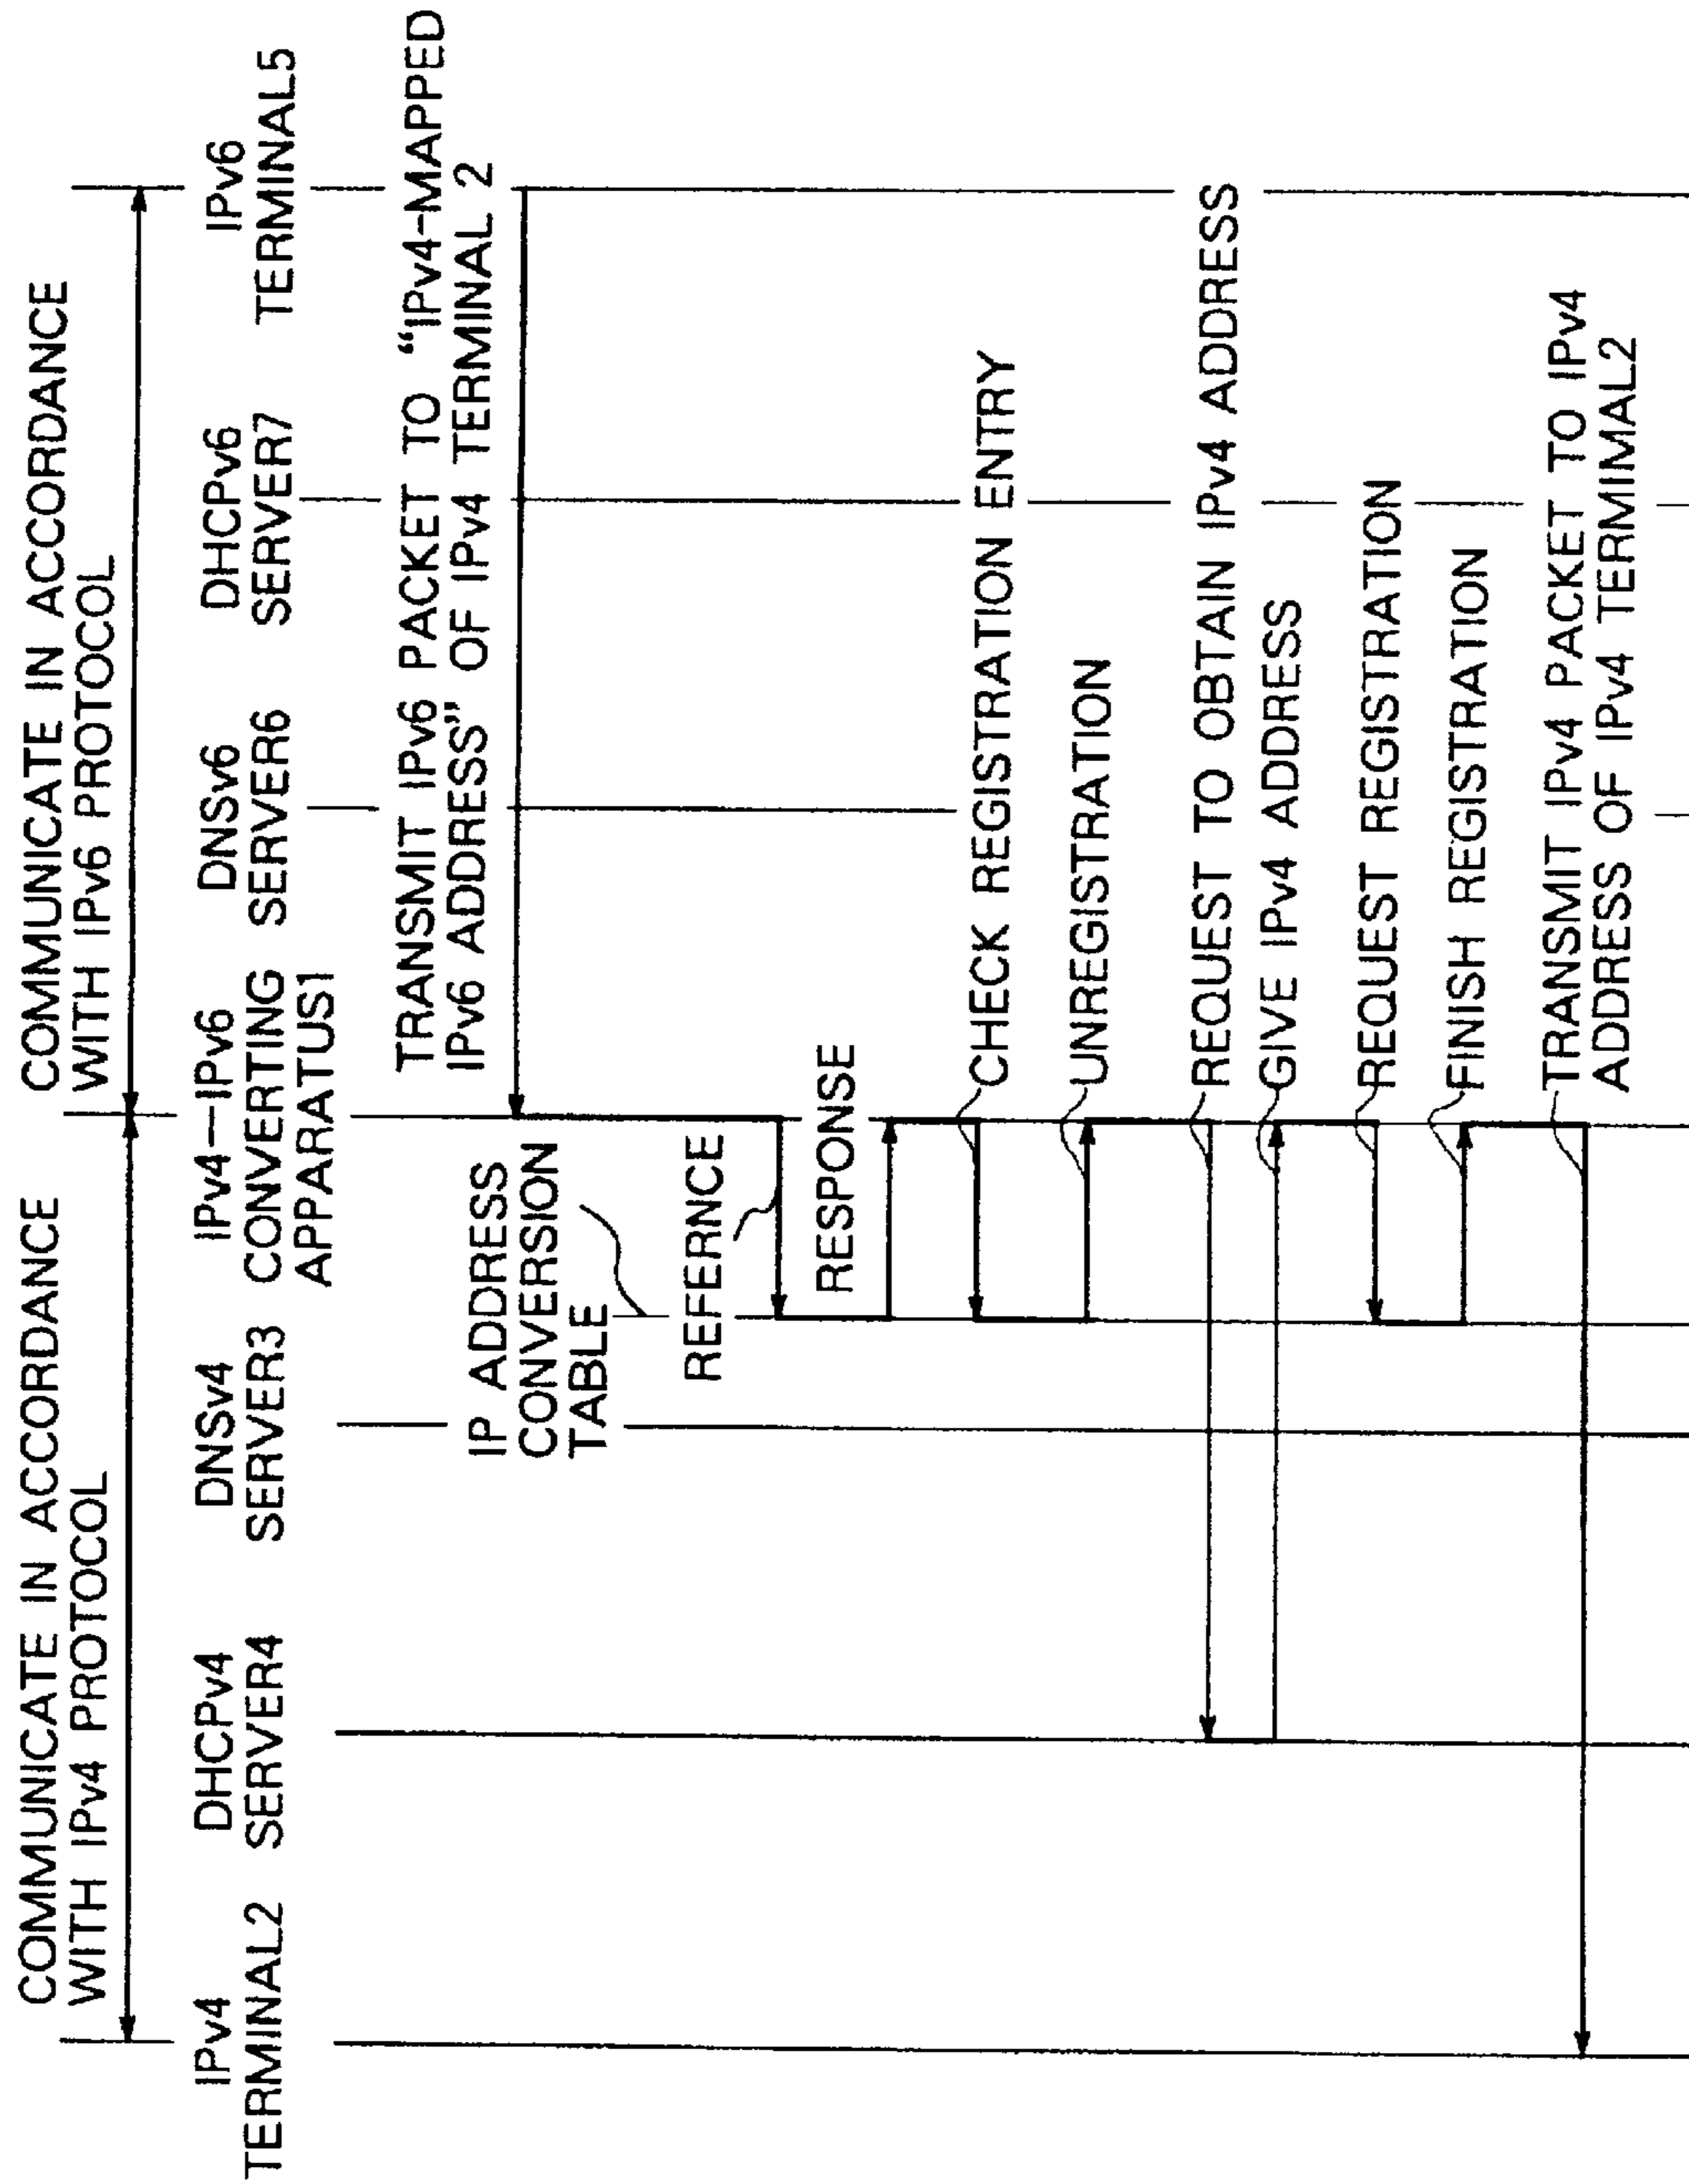 COMMUNICATE IN ACCORDANCE
WITH IPv4 PROTOCOL
COMMUNICATE IN ACCORDANCE
WITH IPv6 PROTOCOL
IPv4
TERMINAL2
DHCPv4
SERVER4
DNSv4
SERVER3
IPv4-IPv6
CONVERTING
APPARATUS1
DNSv6
SERVER6
DHCPv6
SERVER7
IPv6
TERMINAL5
TRANSMIT IPv6 PACKET TO "IPv4-MAPPED
IPv6 ADDRESS" OF IPv4 TERMINAL 2
IP ADDRESS
CONVERSION
TABLE
REFERNCE
RESPONSE
CHECK REGISTRATION ENTRY
UNREGISTRATION
REQUEST TO OBTAIN IPv4 ADDRESS
GIVE IPv4 ADDRESS
REQUEST REGISTRATION
FINISH REGISTRATION
TRANSMIT IPv4 PACKET TO IPv4
ADDRESS OF IPv4 TERMIMAL2